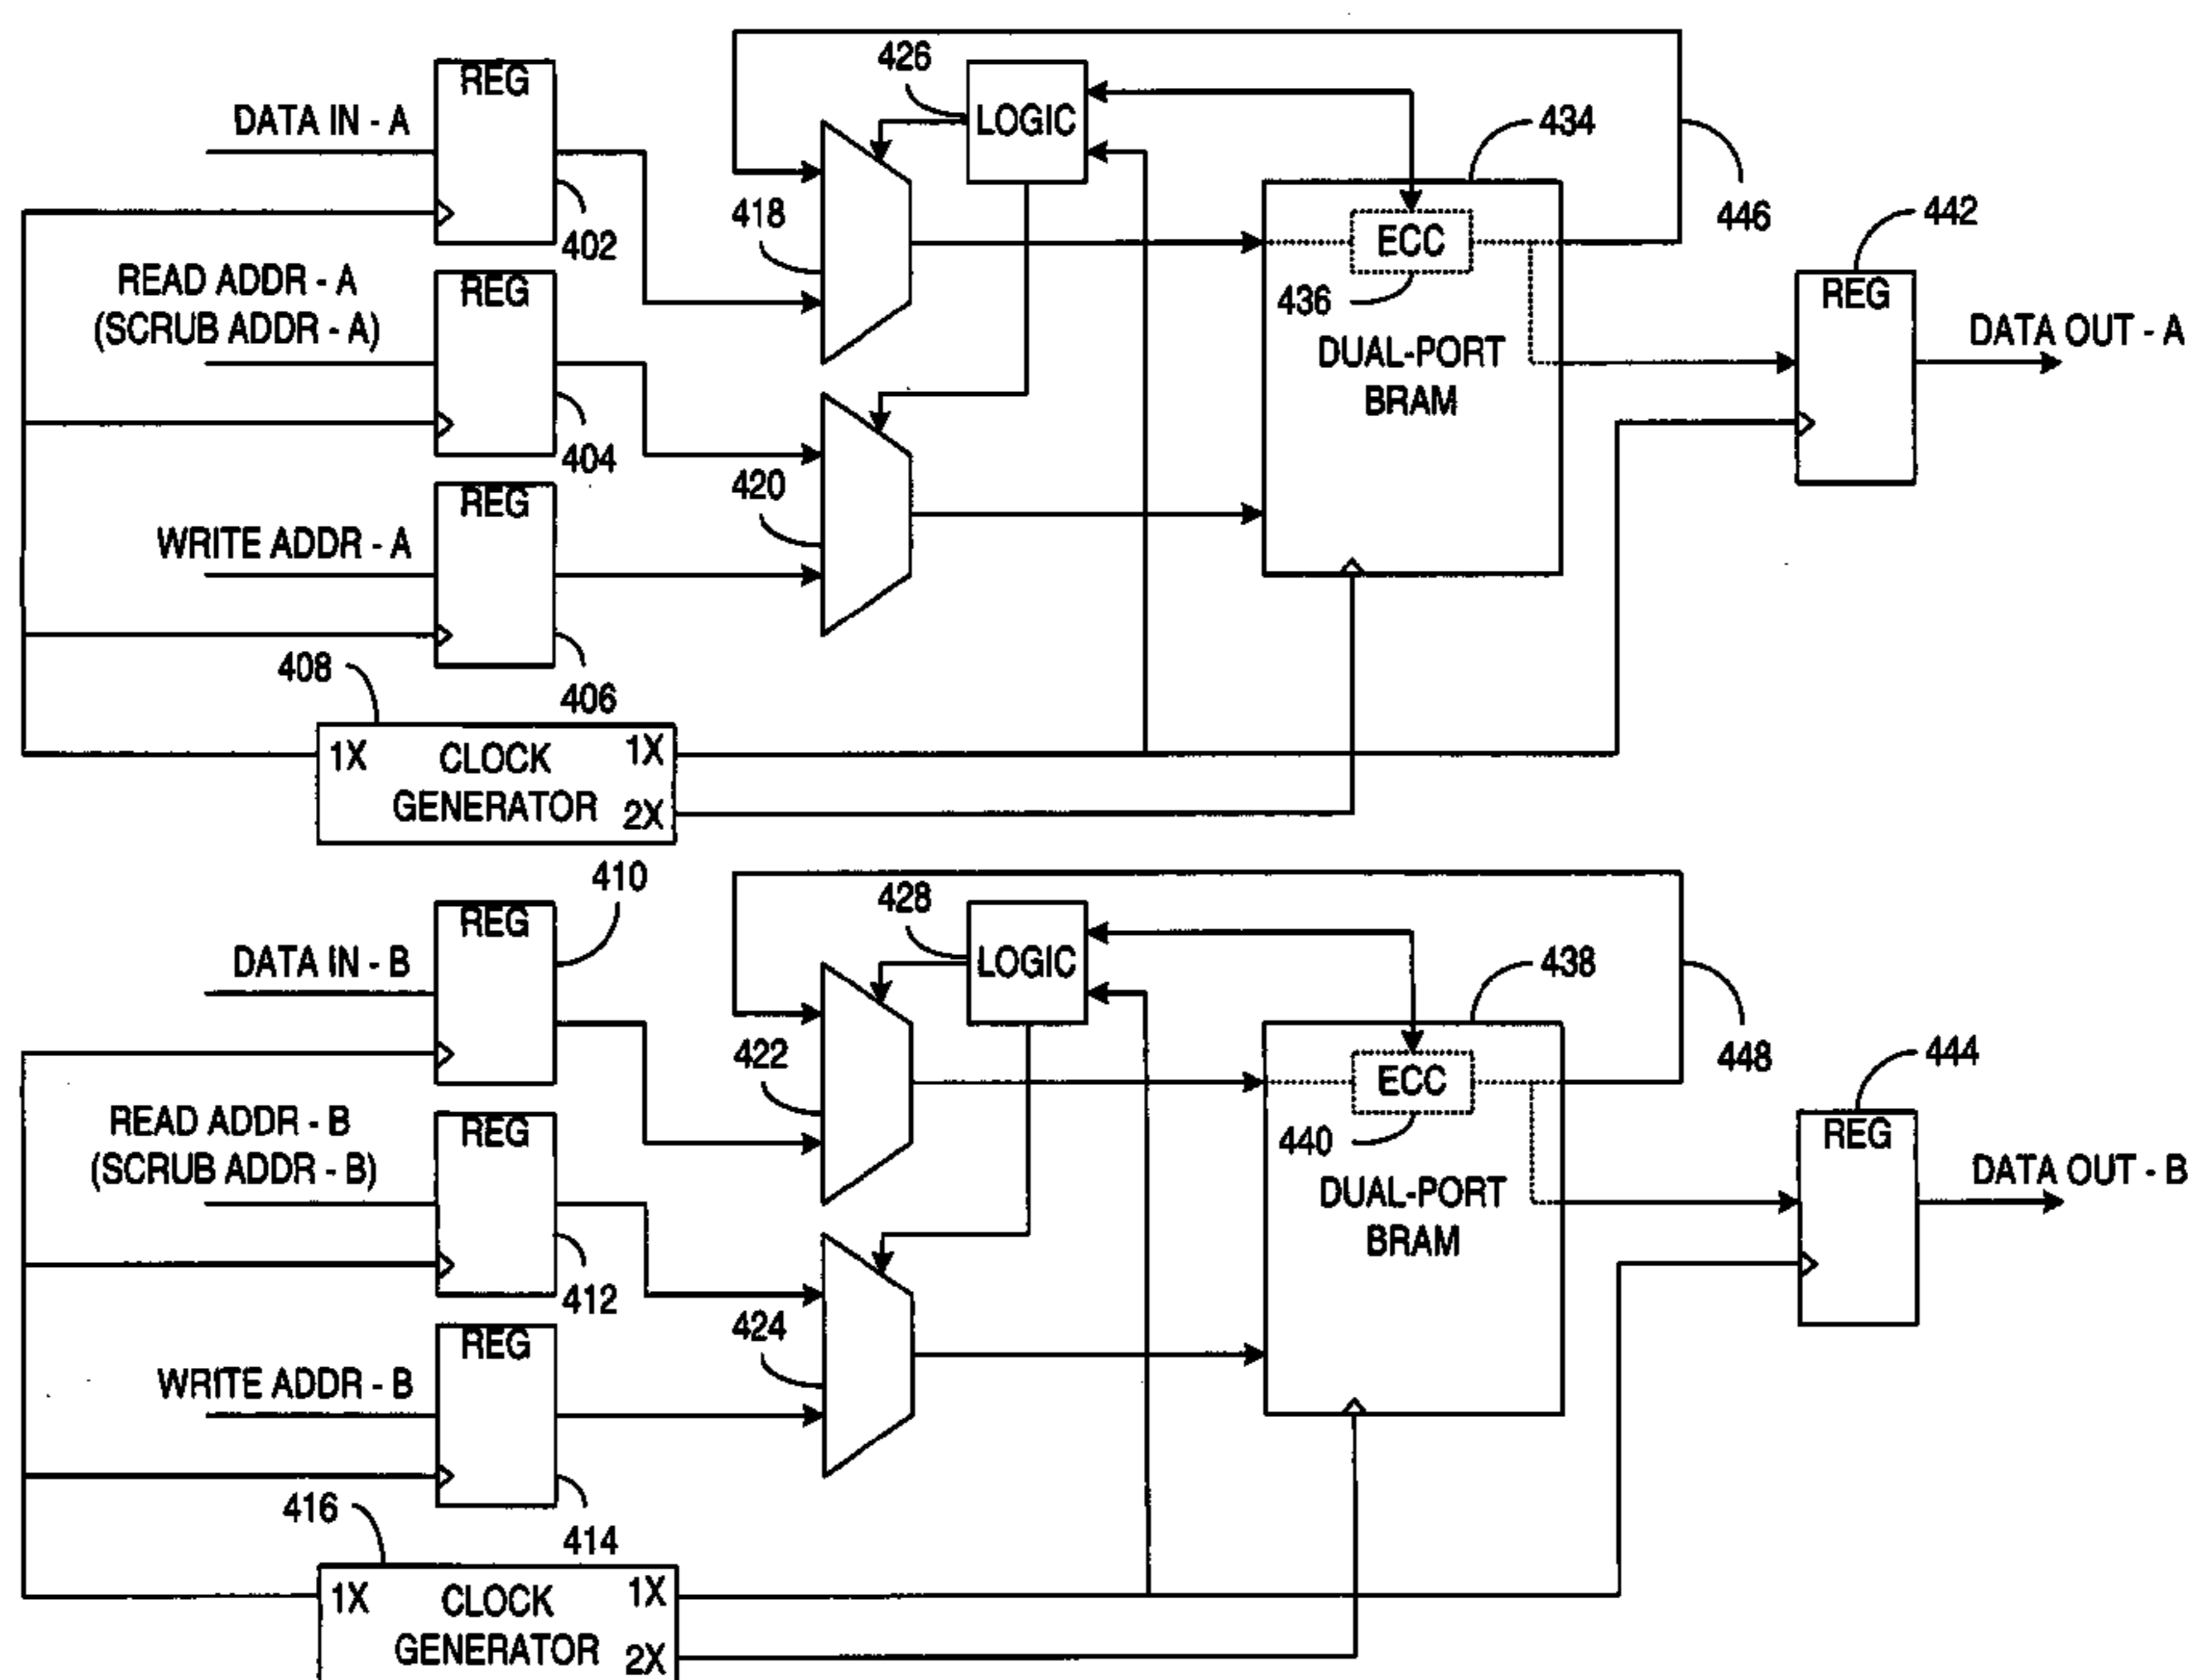 REG
DATA IN - A
402
READ ADDR - A
(SCRUB ADDR - A)
REG
404
WRITE ADDR - A
REG
406
408
1X
CLOCK
GENERATOR
1X
2X
426
LOGIC
418
420
434
ECC
436
DUAL-PORT
BRAM
446
442
REG
DATA OUT - A
410
REG
DATA IN - B
READ ADDR - B
(SCRUB ADDR - B)
REG
412
WRITE ADDR - B
REG
414
416
1X
CLOCK
GENERATOR
1X
2X
428
LOGIC
422
424
438
ECC
440
DUAL-PORT
BRAM
448
444
REG
DATA OUT - B